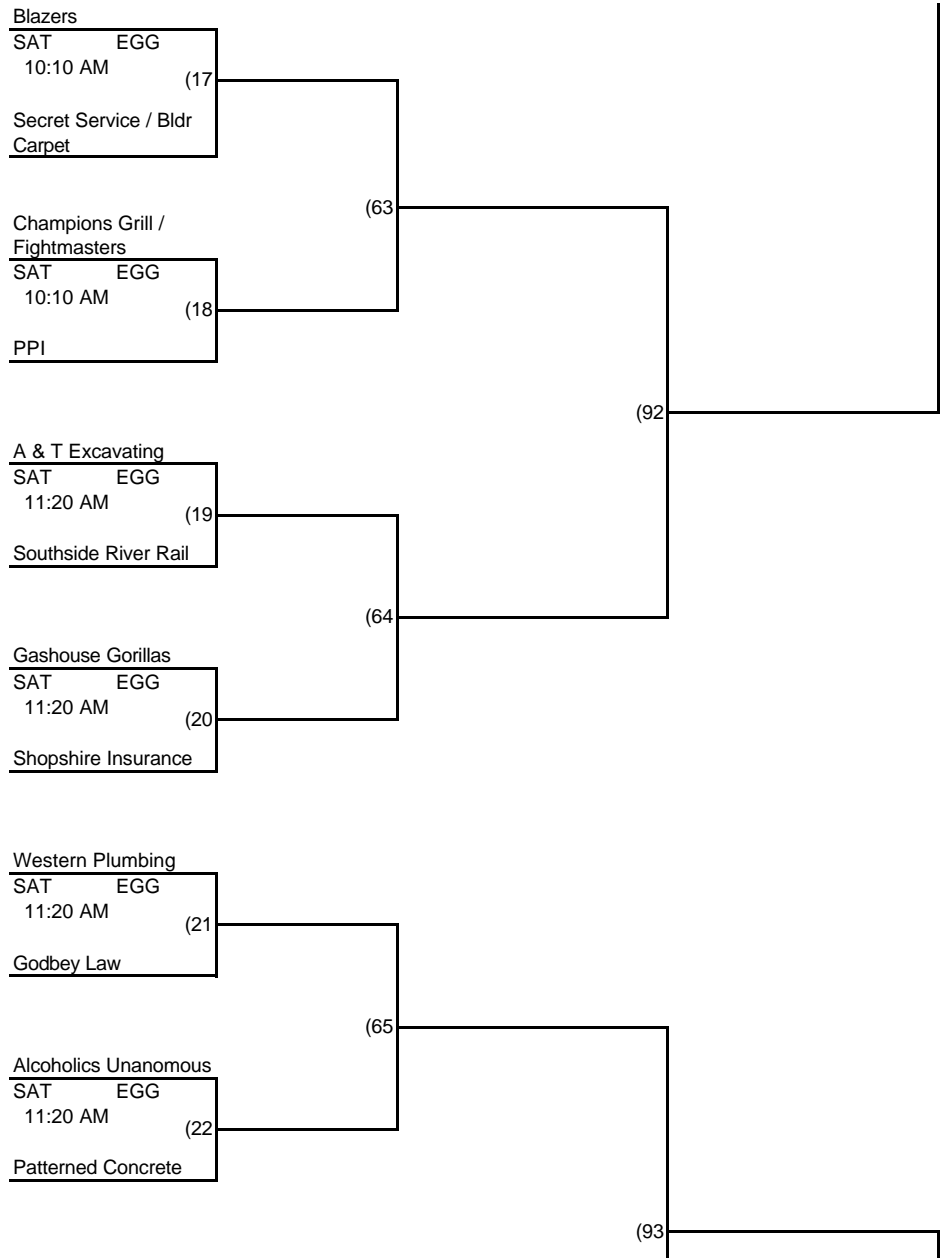 Blazers
SAT EGG
10:10 AM
(17
Secret Service / Bldr
Carpet
(63
Champions Grill /
Fightmasters
SAT EGG
10:10 AM
(18
PPI
(92
A & T Excavating
SAT EGG
11:20 AM
(19
Southside River Rail
(64
Gashouse Gorillas
SAT EGG
11:20 AM
(20
Shopshire Insurance
Western Plumbing
SAT EGG
11:20 AM
(21
Godbey Law
(65
Alcoholics Unanomous
SAT EGG
11:20 AM
(22
Patterned Concrete
(93